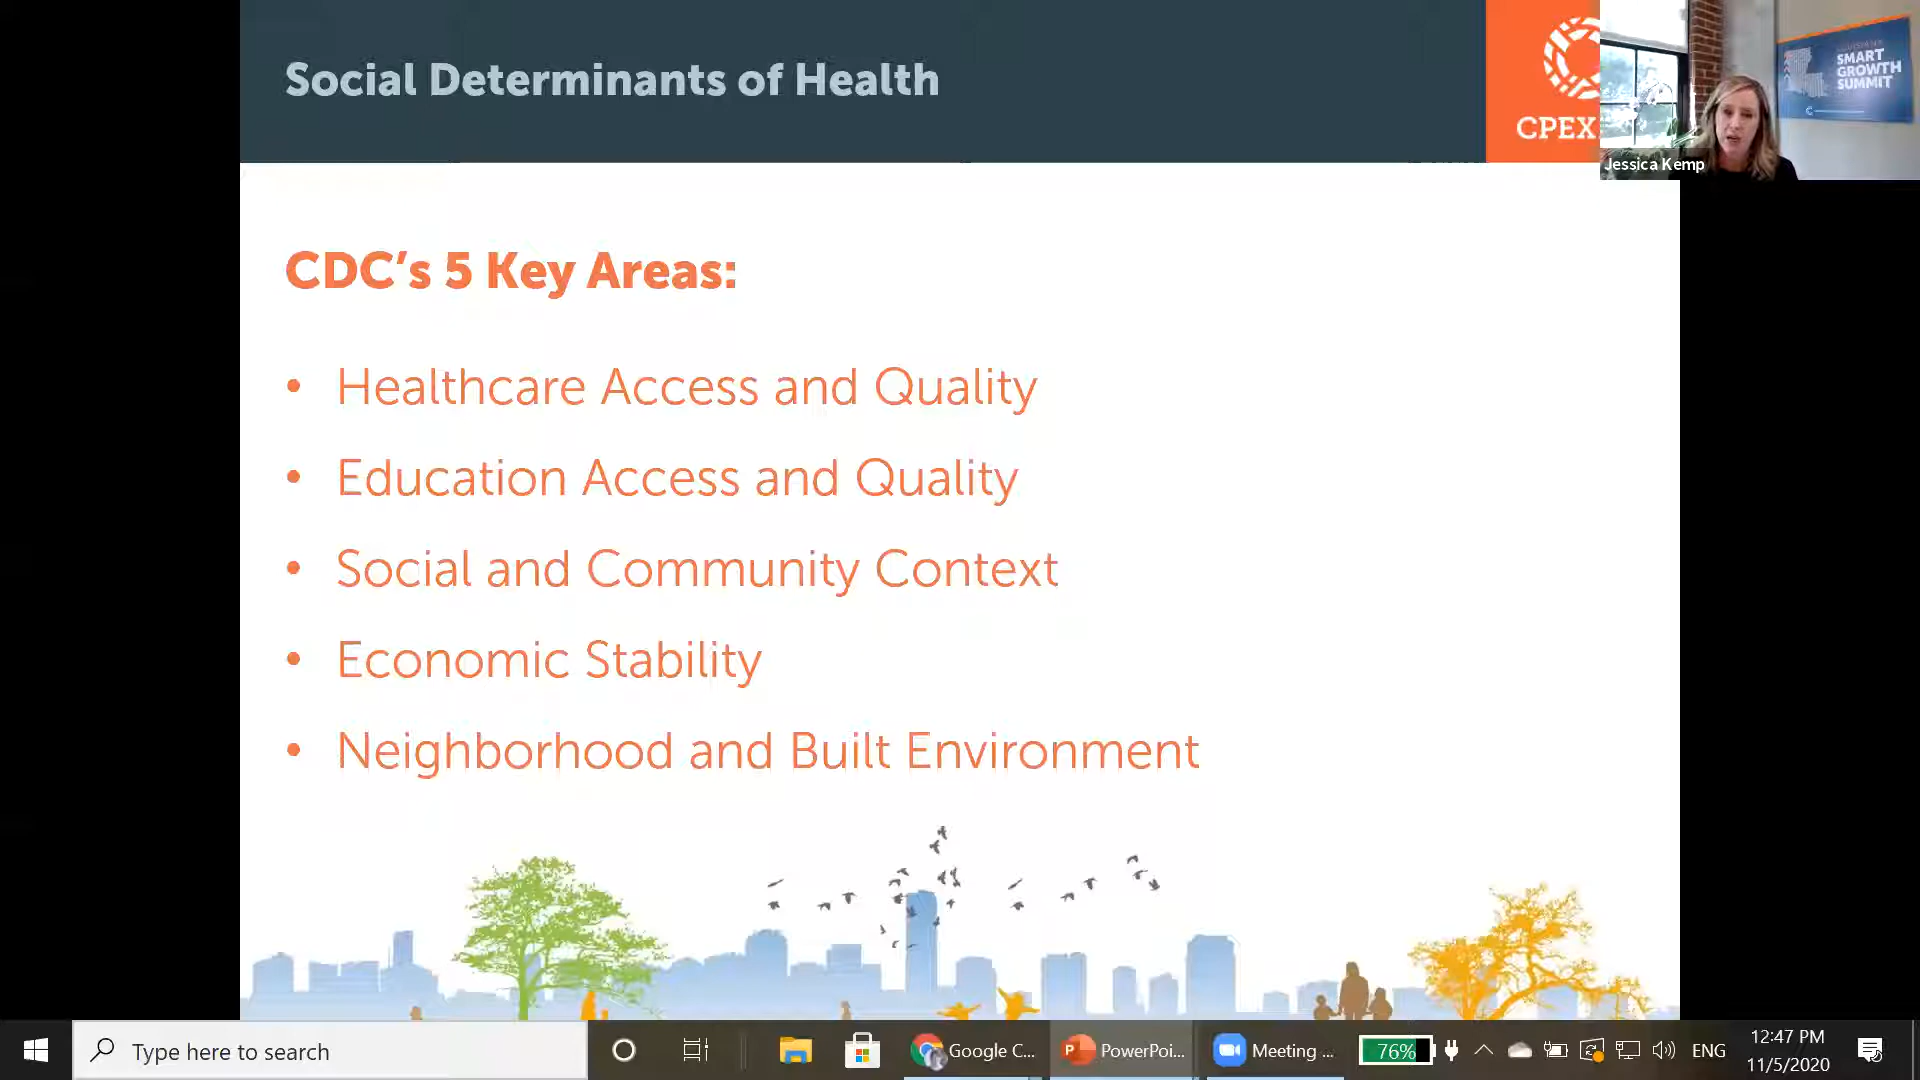 Social Determinants of Health
CPEX
SMART
GROWTH
SUMMIT
Jessica Kemp
CDC’s 5 Key Areas:
• Healthcare Access and Quality
• Education Access and Quality
• Social and Community Context
• Economic Stability
• Neighborhood and Built Environment
Type here to search
Google C...
PowerPoi...
Meeting ...
76%
ENG
12:47 PM
11/5/2020